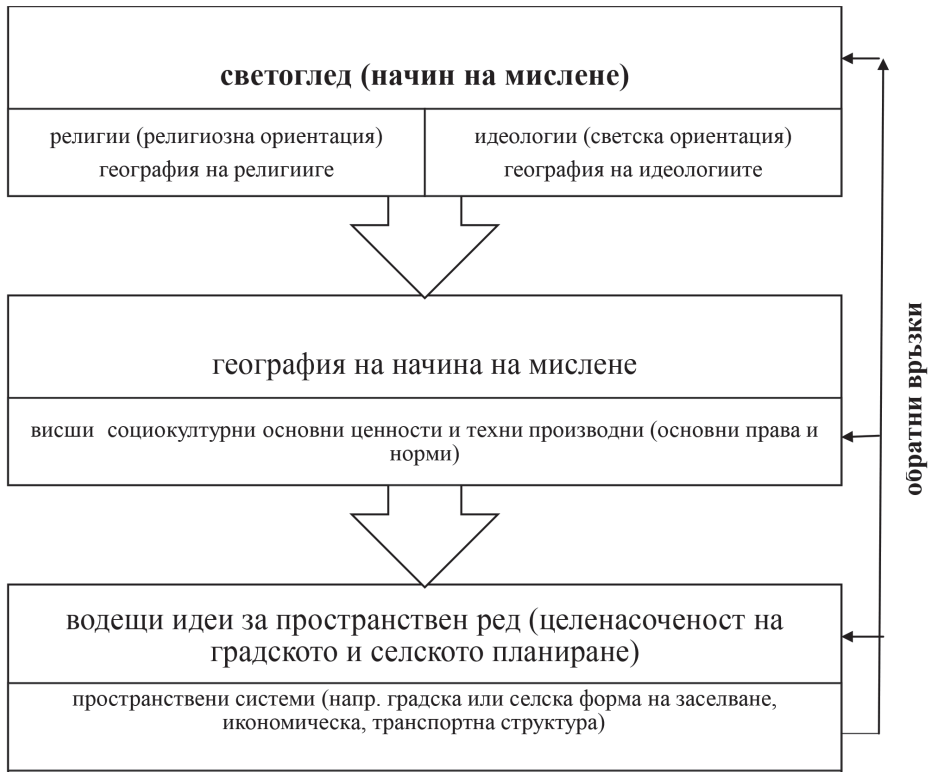 светоглед (начин на мислене)
религии (религиозна ориентация)
география на религииге
идеологии (светска ориентация)
география на идеологиите
география на начина на мислене
висши социокултурни основни ценности и техни производни (основни права и
норми)
водещи идеи за пространствен ред (целенасоченост на
градското и селското планиране)
пространствени системи (напр. градска или селска форма на заселване,
икономическа, транспортна структура)
обратни връзки